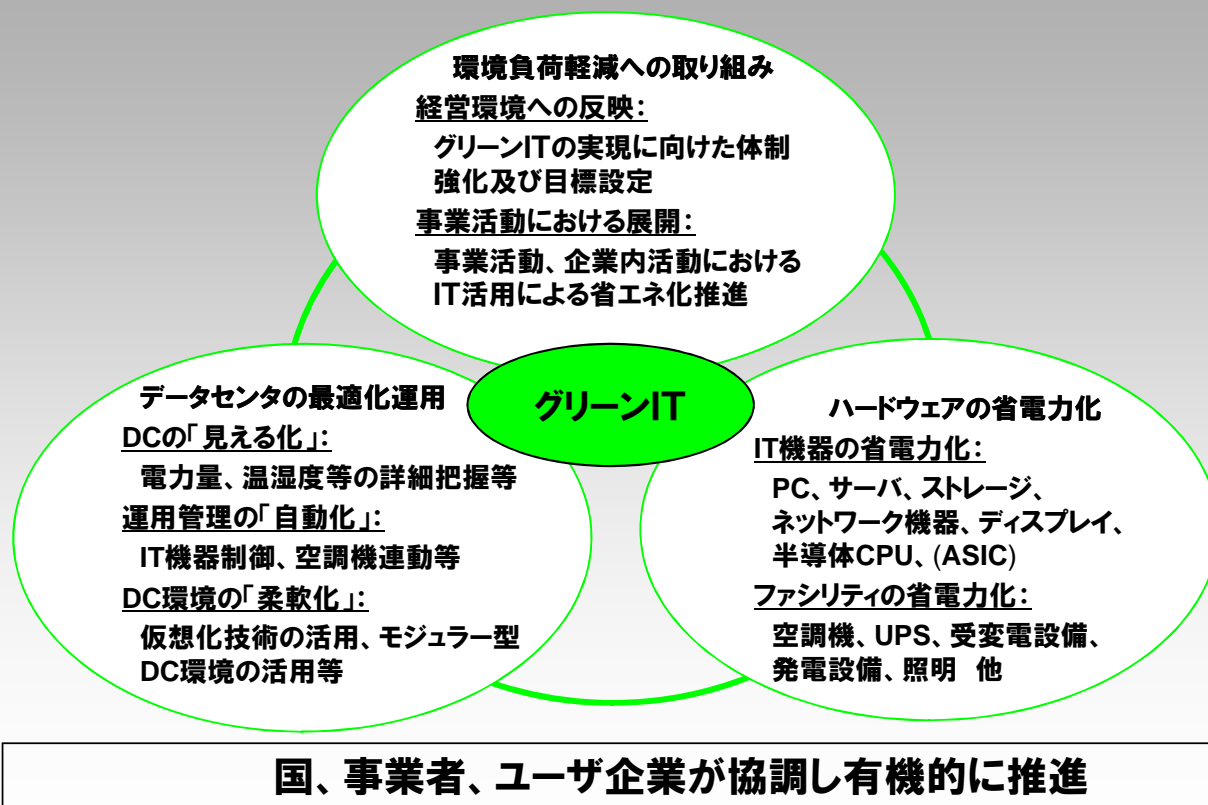 環境負荷軽減への取り組み
経営環境への反映：
グリーンITの実現に向けた体制
強化及び目標設定
事業活動における展開：
事業活動、企業内活動における
IT活用による省エネ化推進
グリーンIT
データセンタの最適化運用
DCの「見える化」：
電力量、温湿度等の詳細把握等
運用管理の「自動化」：
IT機器制御、空調機連動等
DC環境の「柔軟化」：
仮想化技術の活用、モジュラー型
DC環境の活用等
ハードウェアの省電力化
IT機器の省電力化：
PC、サーバ、ストレージ、
ネットワーク機器、ディスプレイ、
半導体CPU、(ASIC)
ファシリティの省電力化：
空調機、UPS、受変電設備、
発電設備、照明　他
国、事業者、ユーザ企業が協調し有機的に推進